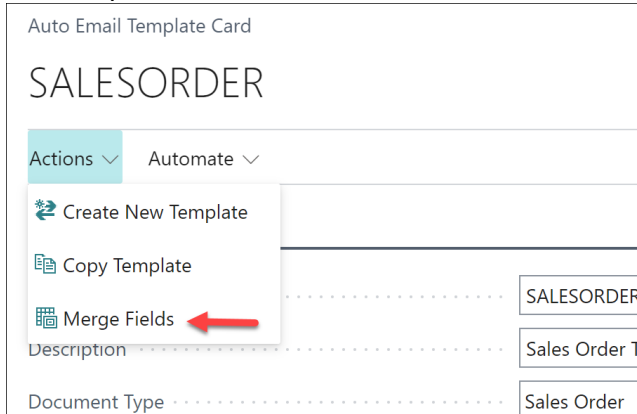 Auto Email Template Card
SALESORDER
Actions Automate
Create New Template
Copy Template
Merge Fields
SALESORDER
Description
Sales Order T
Document Type
Sales Order